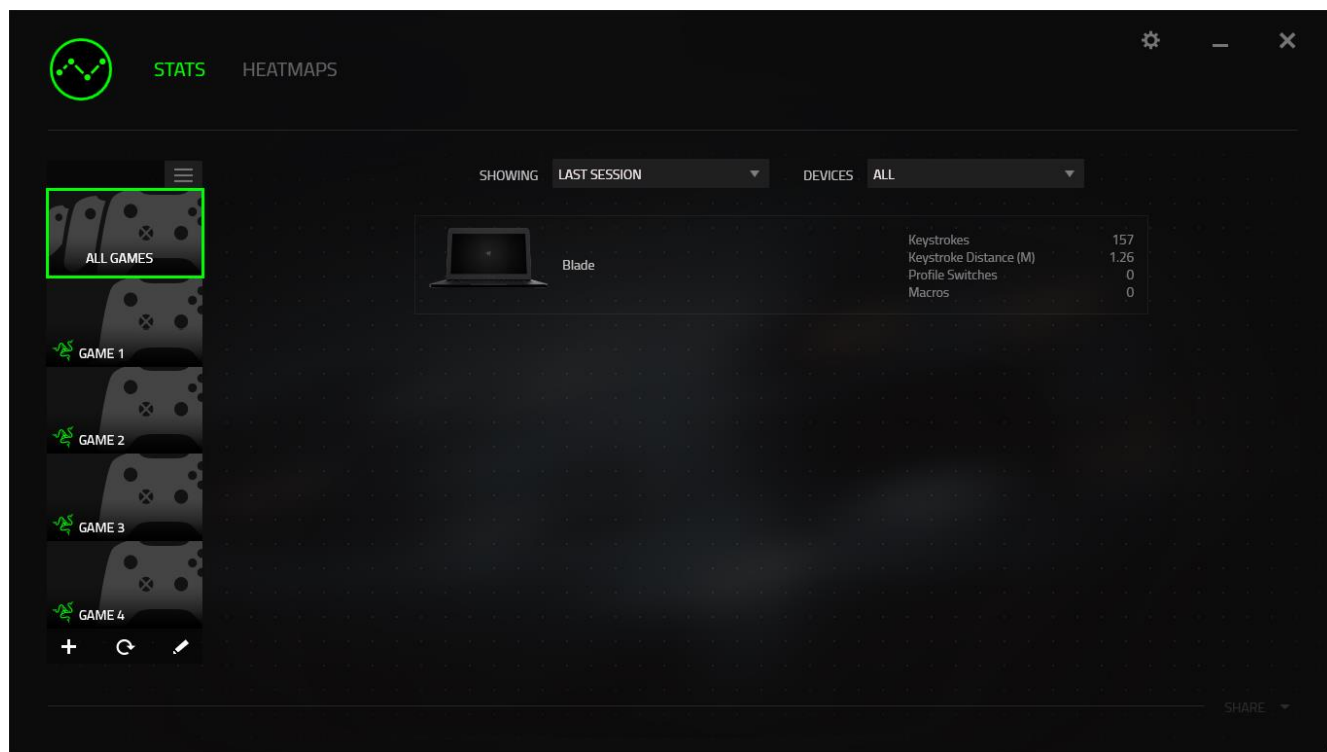 STATS HEATMAPS
SHOWING LAST SESSION DEVICES ALL
ALL GAMES
Blade
Keystrokes 157
Keystroke Distance (M) 1.26
Profile Switches 0
Macros 0
GAME 1
GAME 2
GAME 3
GAME 4
SHARE